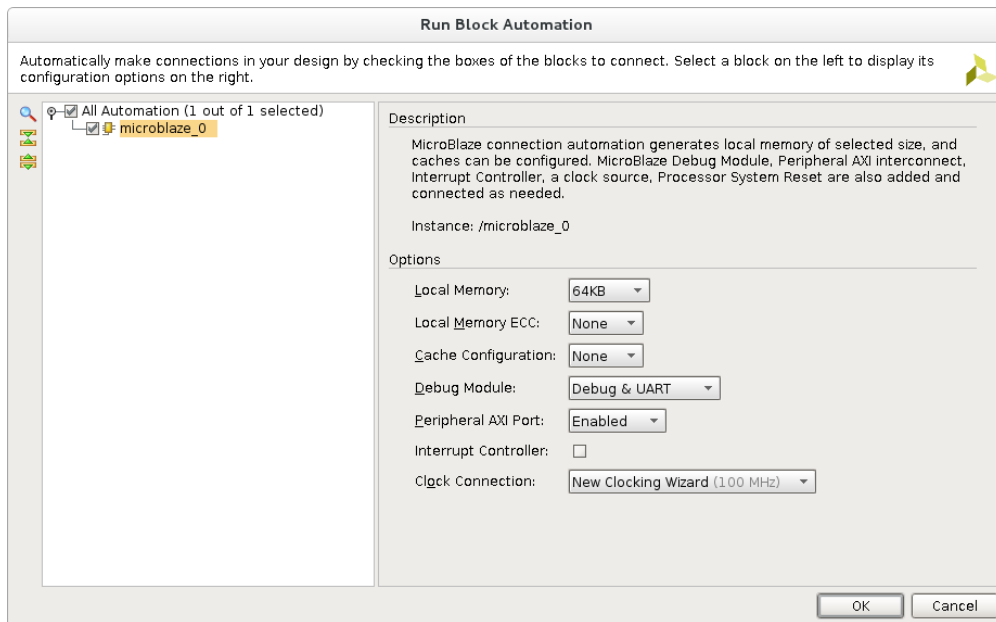 Run Block Automation
Automatically make connections in your design by checking the boxes of the blocks to connect. Select a block on the left to display its
configuration options on the right.
All Automation (1 out of 1 selected)
microblaze_0
Description
MicroBlaze connection automation generates local memory of selected size, and
caches can be configured. MicroBlaze Debug Module, Peripheral AXI interconnect,
Interrupt Controller, a clock source, Processor System Reset are also added and
connected as needed.
Instance: /microblaze_0
Options
Local Memory: 64KB
Local Memory ECC: None
Cache Configuration: None
Debug Module: Debug & UART
Peripheral AXI Port: Enabled
Interrupt Controller:
Clock Connection: New Clocking Wizard (100 MHz)
OK Cancel